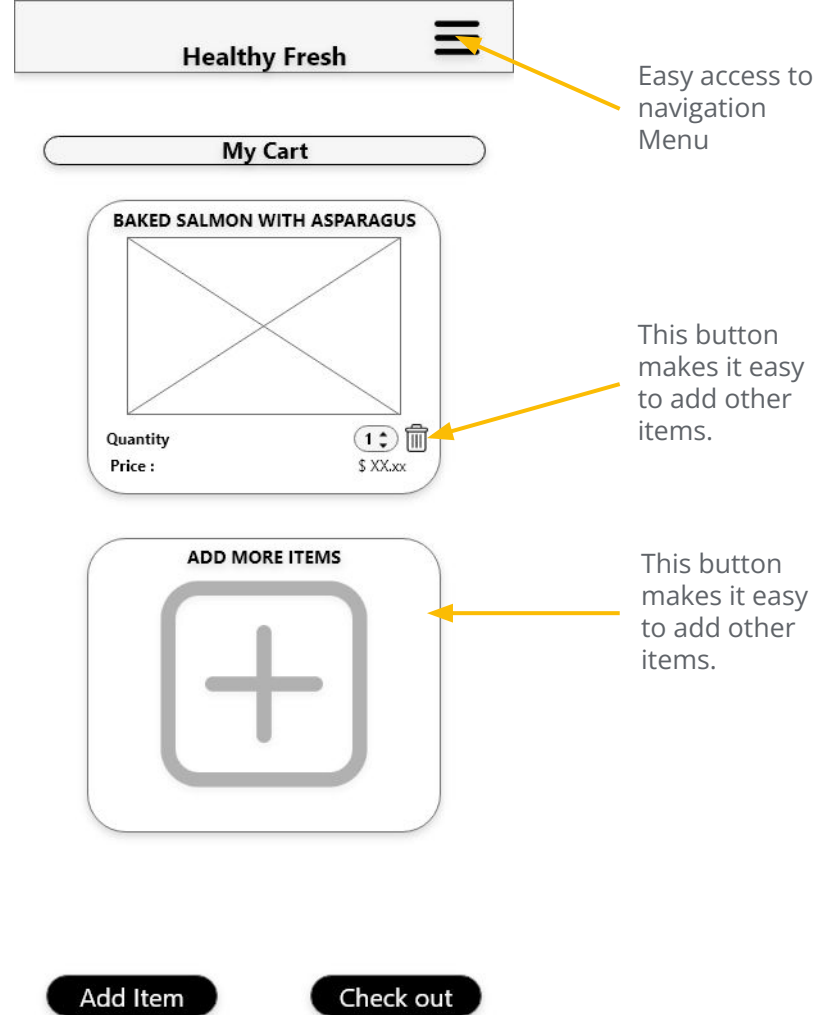 Healthy Fresh
Easy access to
navigation
Menu
My Cart
BAKED SALMON WITH ASPARAGUS
This button
makes it easy
to add other
items.
Quantity
1
Price :
$ XX.xx
ADD MORE ITEMS
This button
makes it easy
to add other
items.
Add Item
Check out